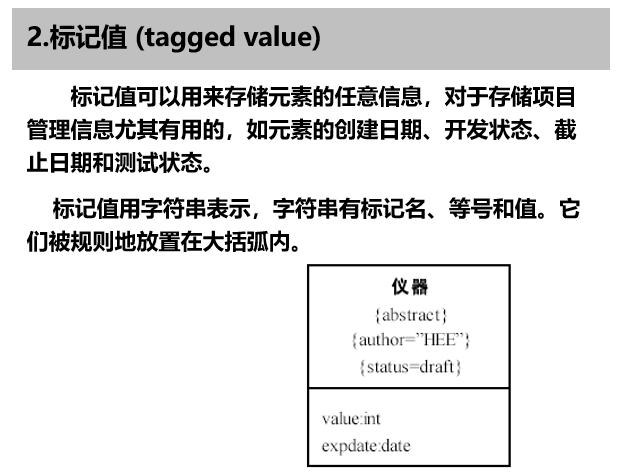 2.标记值 (tagged value)
标记值可以用来存储元素的任意信息，对于存储项目
管理信息尤其有用的，如元素的创建日期、开发状态、截
止日期和测试状态。
标记值用字符串表示，字符串有标记名、等号和值。它
们被规则地放置在大括弧内。
仪器
{abstract}
{author=”HEE”}
{status=draft}
value:int
expdate:date